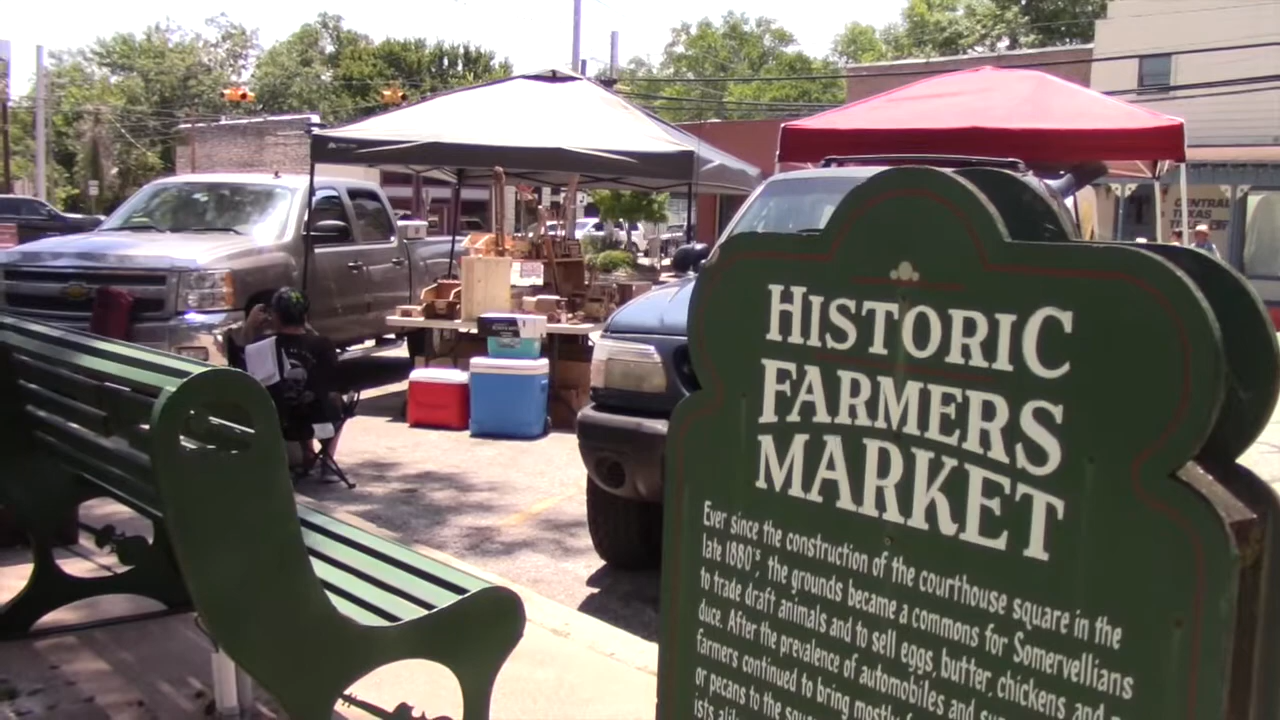 HISTORIC
FARMERS
MARKET
Ever since the construction of the courthouse square in the
late 1880's, the grounds became a commons for Somervellians
to trade draft animals and to sell eggs, butter, chickens and
duce. After the prevalence of automobiles and
farmers continued to bring mostly
or pecans to the
ists
CENTRAL
TEXAS